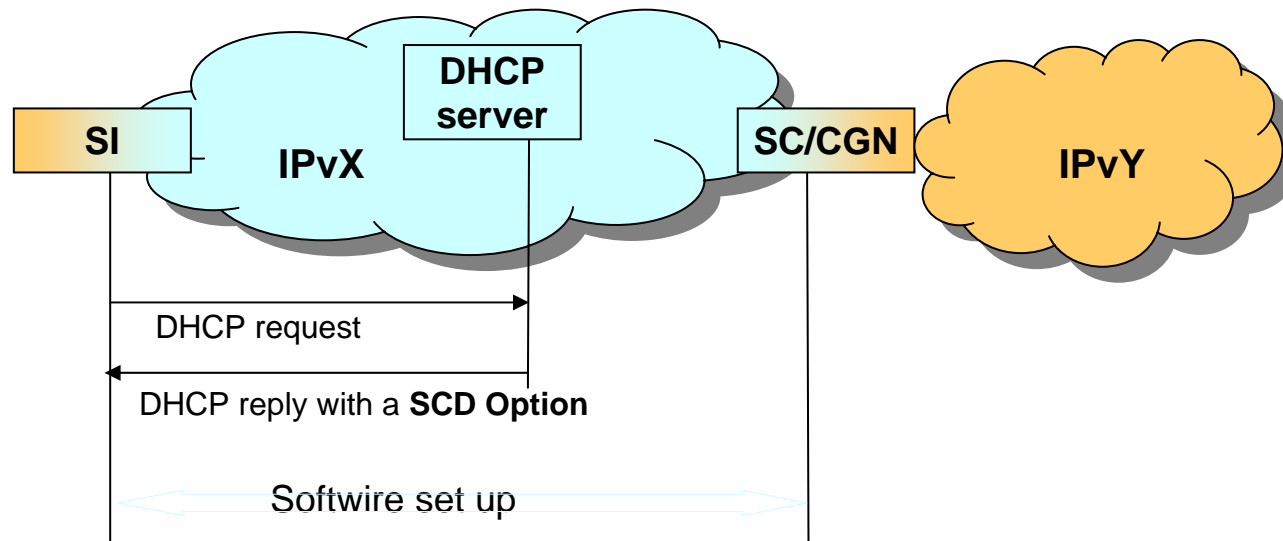 DHCP
server
SI
SC/CGN
IPvX
IPvY
DHCP request
DHCP reply with a SCD Option
Softwire set up